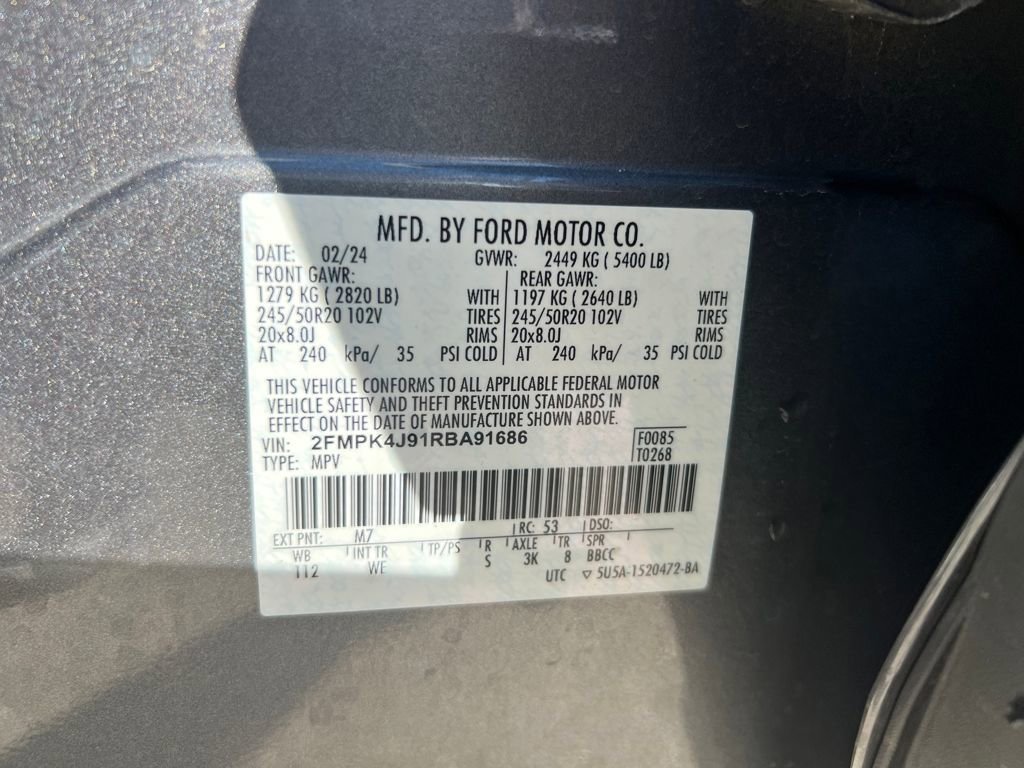 MFD. BY FORD MOTOR CO.
DATE: 02/24 GVWR: 2449 KG ( 5400 LB)
FRONT GAWR: REAR GAWR:
1279 KG ( 2820 LB) WITH 1197 KG ( 2640 LB) WITH
245/50R20 102V TIRES 245/50R20 102V TIRES
20x8.0J RIMS 20x8.0J RIMS
AT 240 kPa/ 35 PSI COLD AT 240 kPa/ 35 PSI COLD
THIS VEHICLE CONFORMS TO ALL APPLICABLE FEDERAL MOTOR
VEHICLE SAFETY AND THEFT PREVENTION STANDARDS IN
EFFECT ON THE DATE OF MANUFACTURE SHOWN ABOVE.
VIN: 2FMPK4J91RBA91686 F0085
TYPE: MPV T0268
EXT PNT: M7 RC: 53 DSO:
WB INT TR TP/PS R AXLE TR SPR
112 WE S 3K 8 BBCC
UTC ▽ 5U5A-1520472-BA